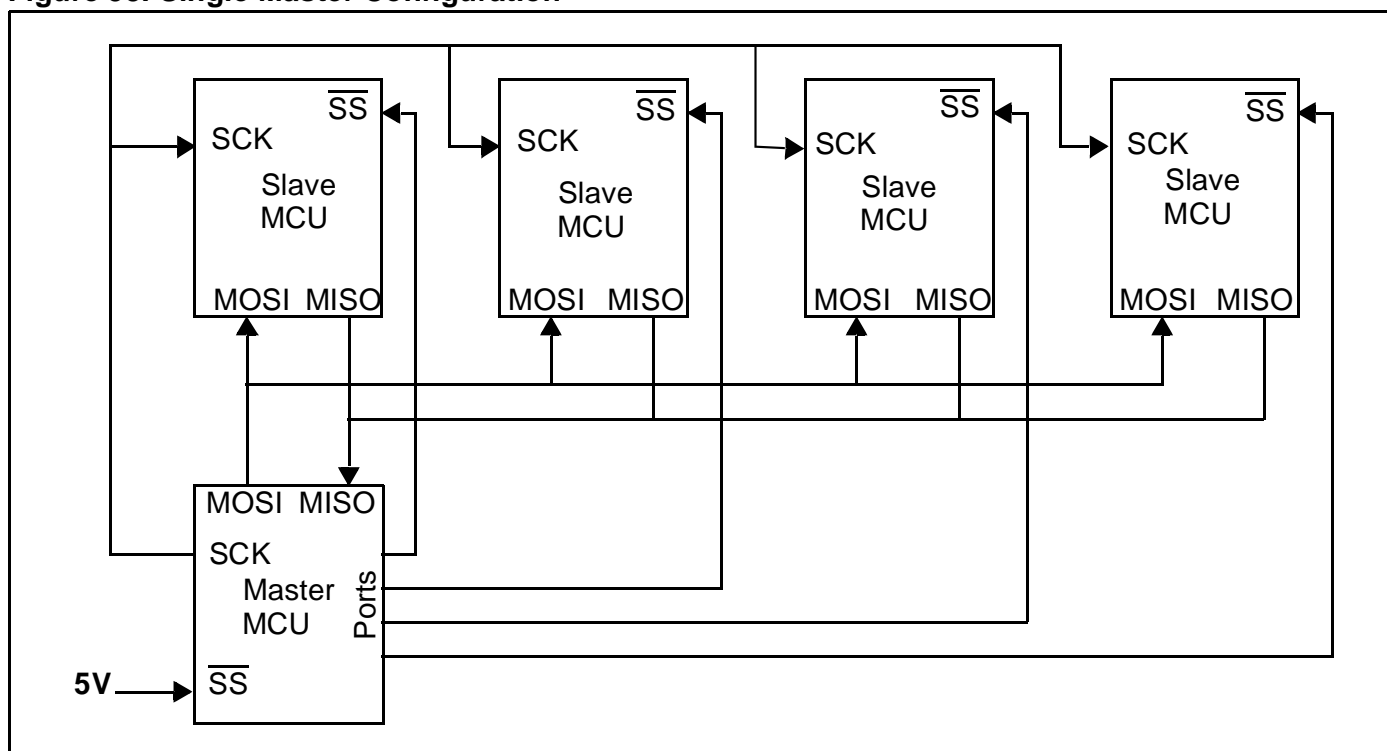 Figure Single Master Configuration
SS
SCK
Slave
MCU
MOSI MISO
SS
SCK
Slave
MCU
MOSI MISO
SS
SCK
Slave
MCU
MOSI MISO
SS
SCK
Slave
MCU
MOSI MISO
MOSI MISO
SCK
Master
MCU
Ports
5V
SS